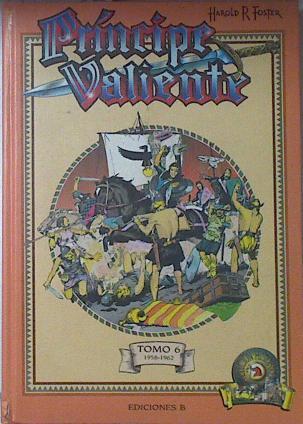 HAROLD R. FOSTER
Príncipe
Valiente
TOMO 6
1958-1962
EDICIONES B